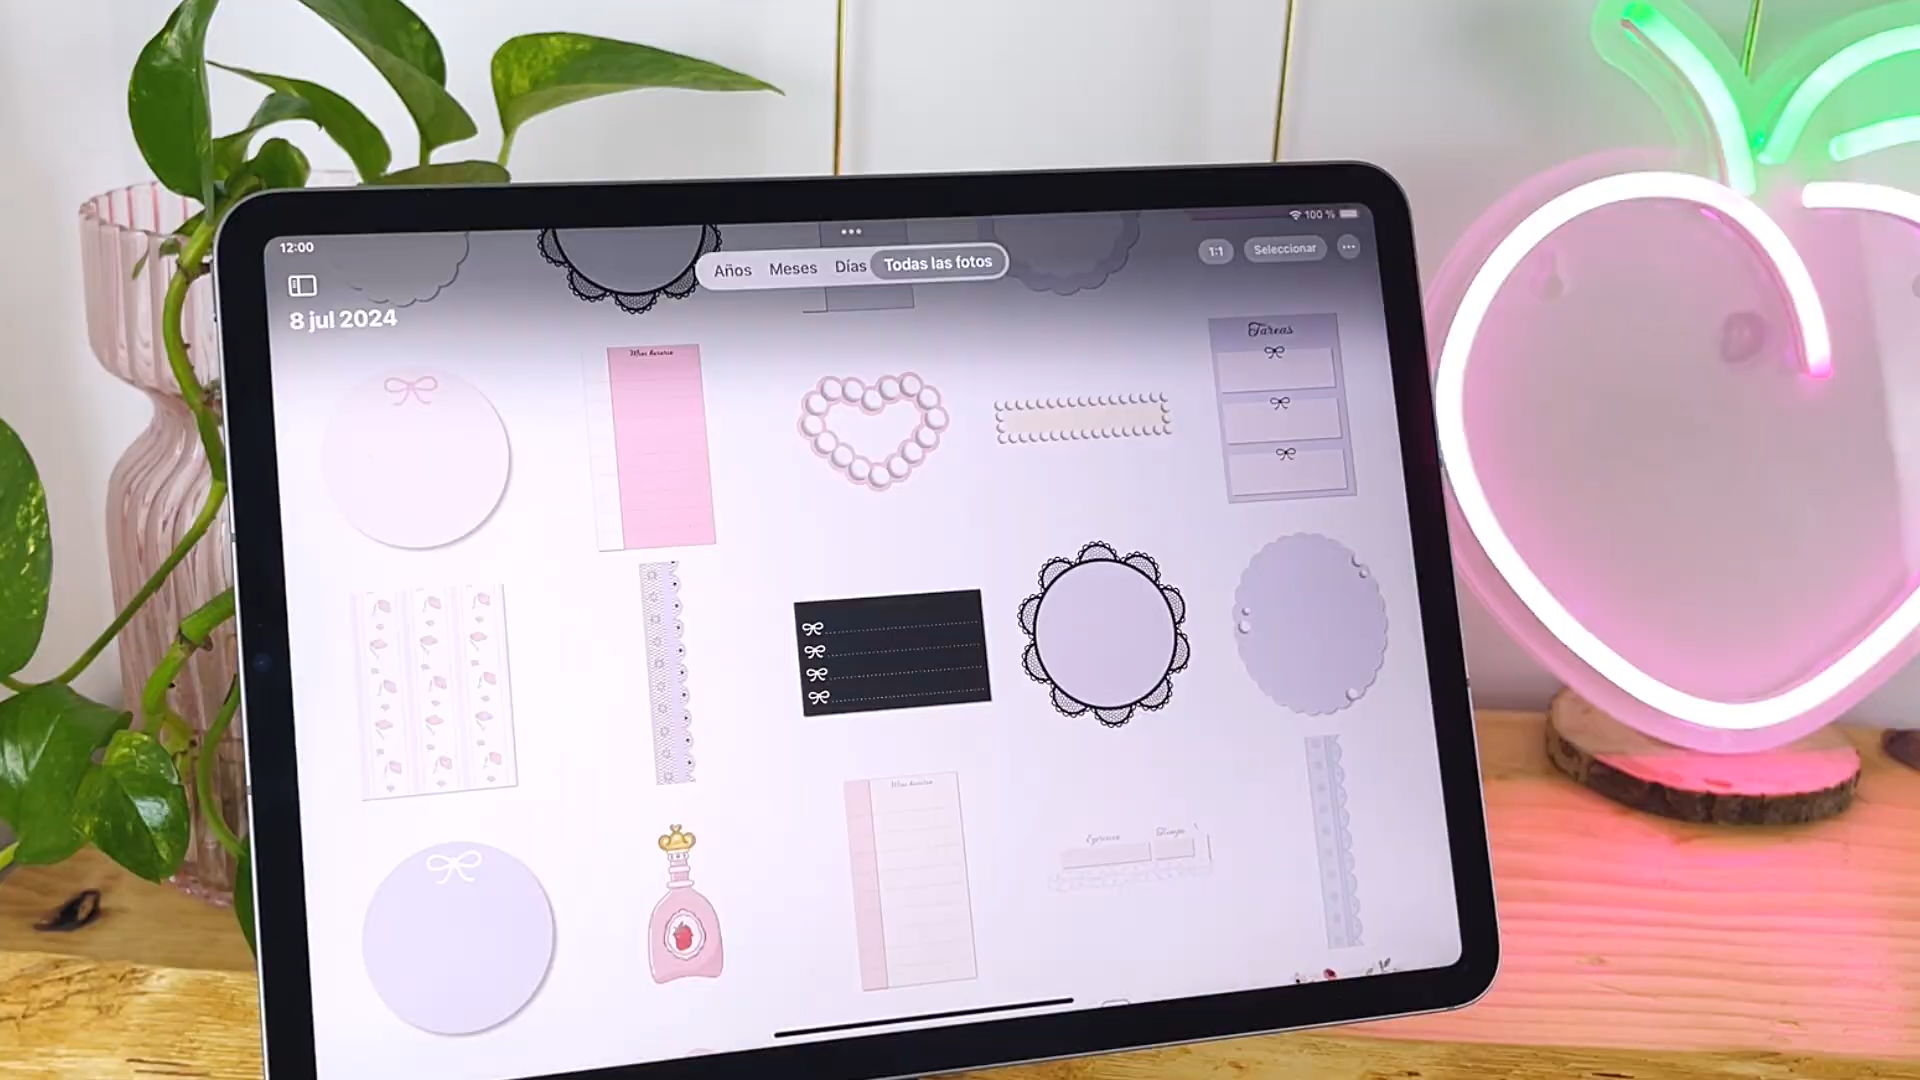 12:00
100 %
Años Meses Días Todas las fotos
1:1
Seleccionar
8 jul 2024
Tareas